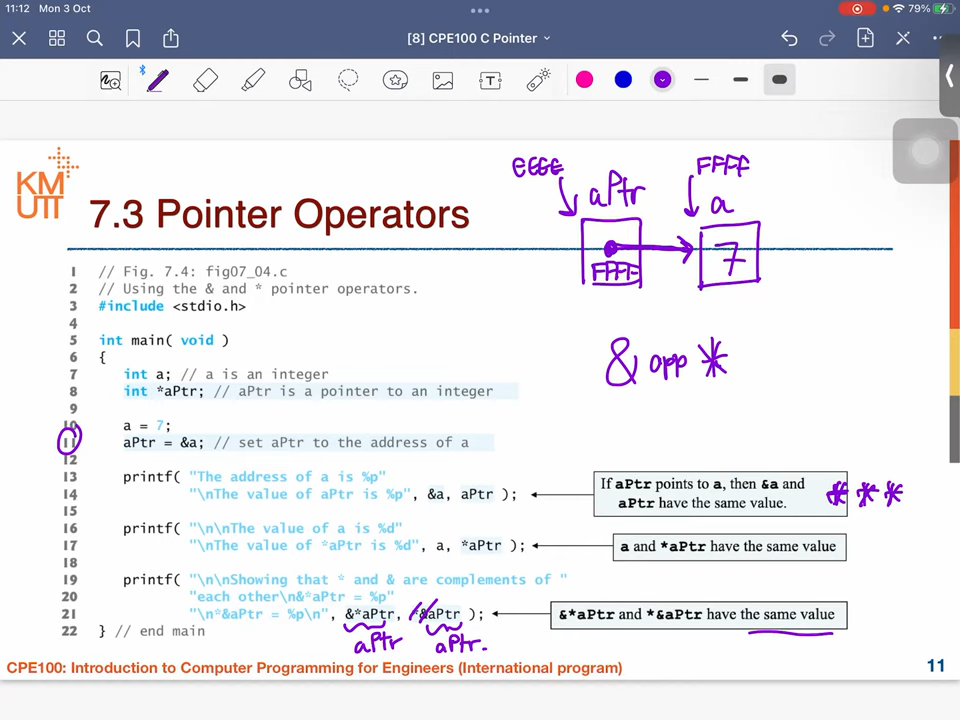 11:12 KM 3 Oct
79%
[8] CPE100 C Pointer
KM
UTT
7.3 Pointer Operators
EEEE
aPtr
FFFF
a
FFFF
7
& opp *
1 // Fig. 7.4: fig07_04.c
2 // Using the & and * pointer operators.
3 #include <stdio.h>
4
5 int main( void )
6 {
7 int a; // a is an integer
8 int *aPtr; // aPtr is a pointer to an integer
9
10 a = 7;
11 aPtr = &a; // set aPtr to the address of a
12
13 printf( "The address of a is %p"
14 "\nThe value of aPtr is %p", &a, aPtr );
If aPtr points to a, then &a and
aPtr have the same value.
* * *
15
16 printf( "\n\nThe value of a is %d"
17 "\nThe value of *aPtr is %d", a, *aPtr );
a and *aPtr have the same value
18
19 printf( "\n\nShowing that * and & are complements of "
20 "each other\n&*aPtr = %p"
21 "\n*&aPtr = %p\n", &*aPtr, *&aPtr );
&*aPtr and *&aPtr have the same value
22 } // end main
aPtr aPtr.
CPE100: Introduction to Computer Programming for Engineers (International program)
11